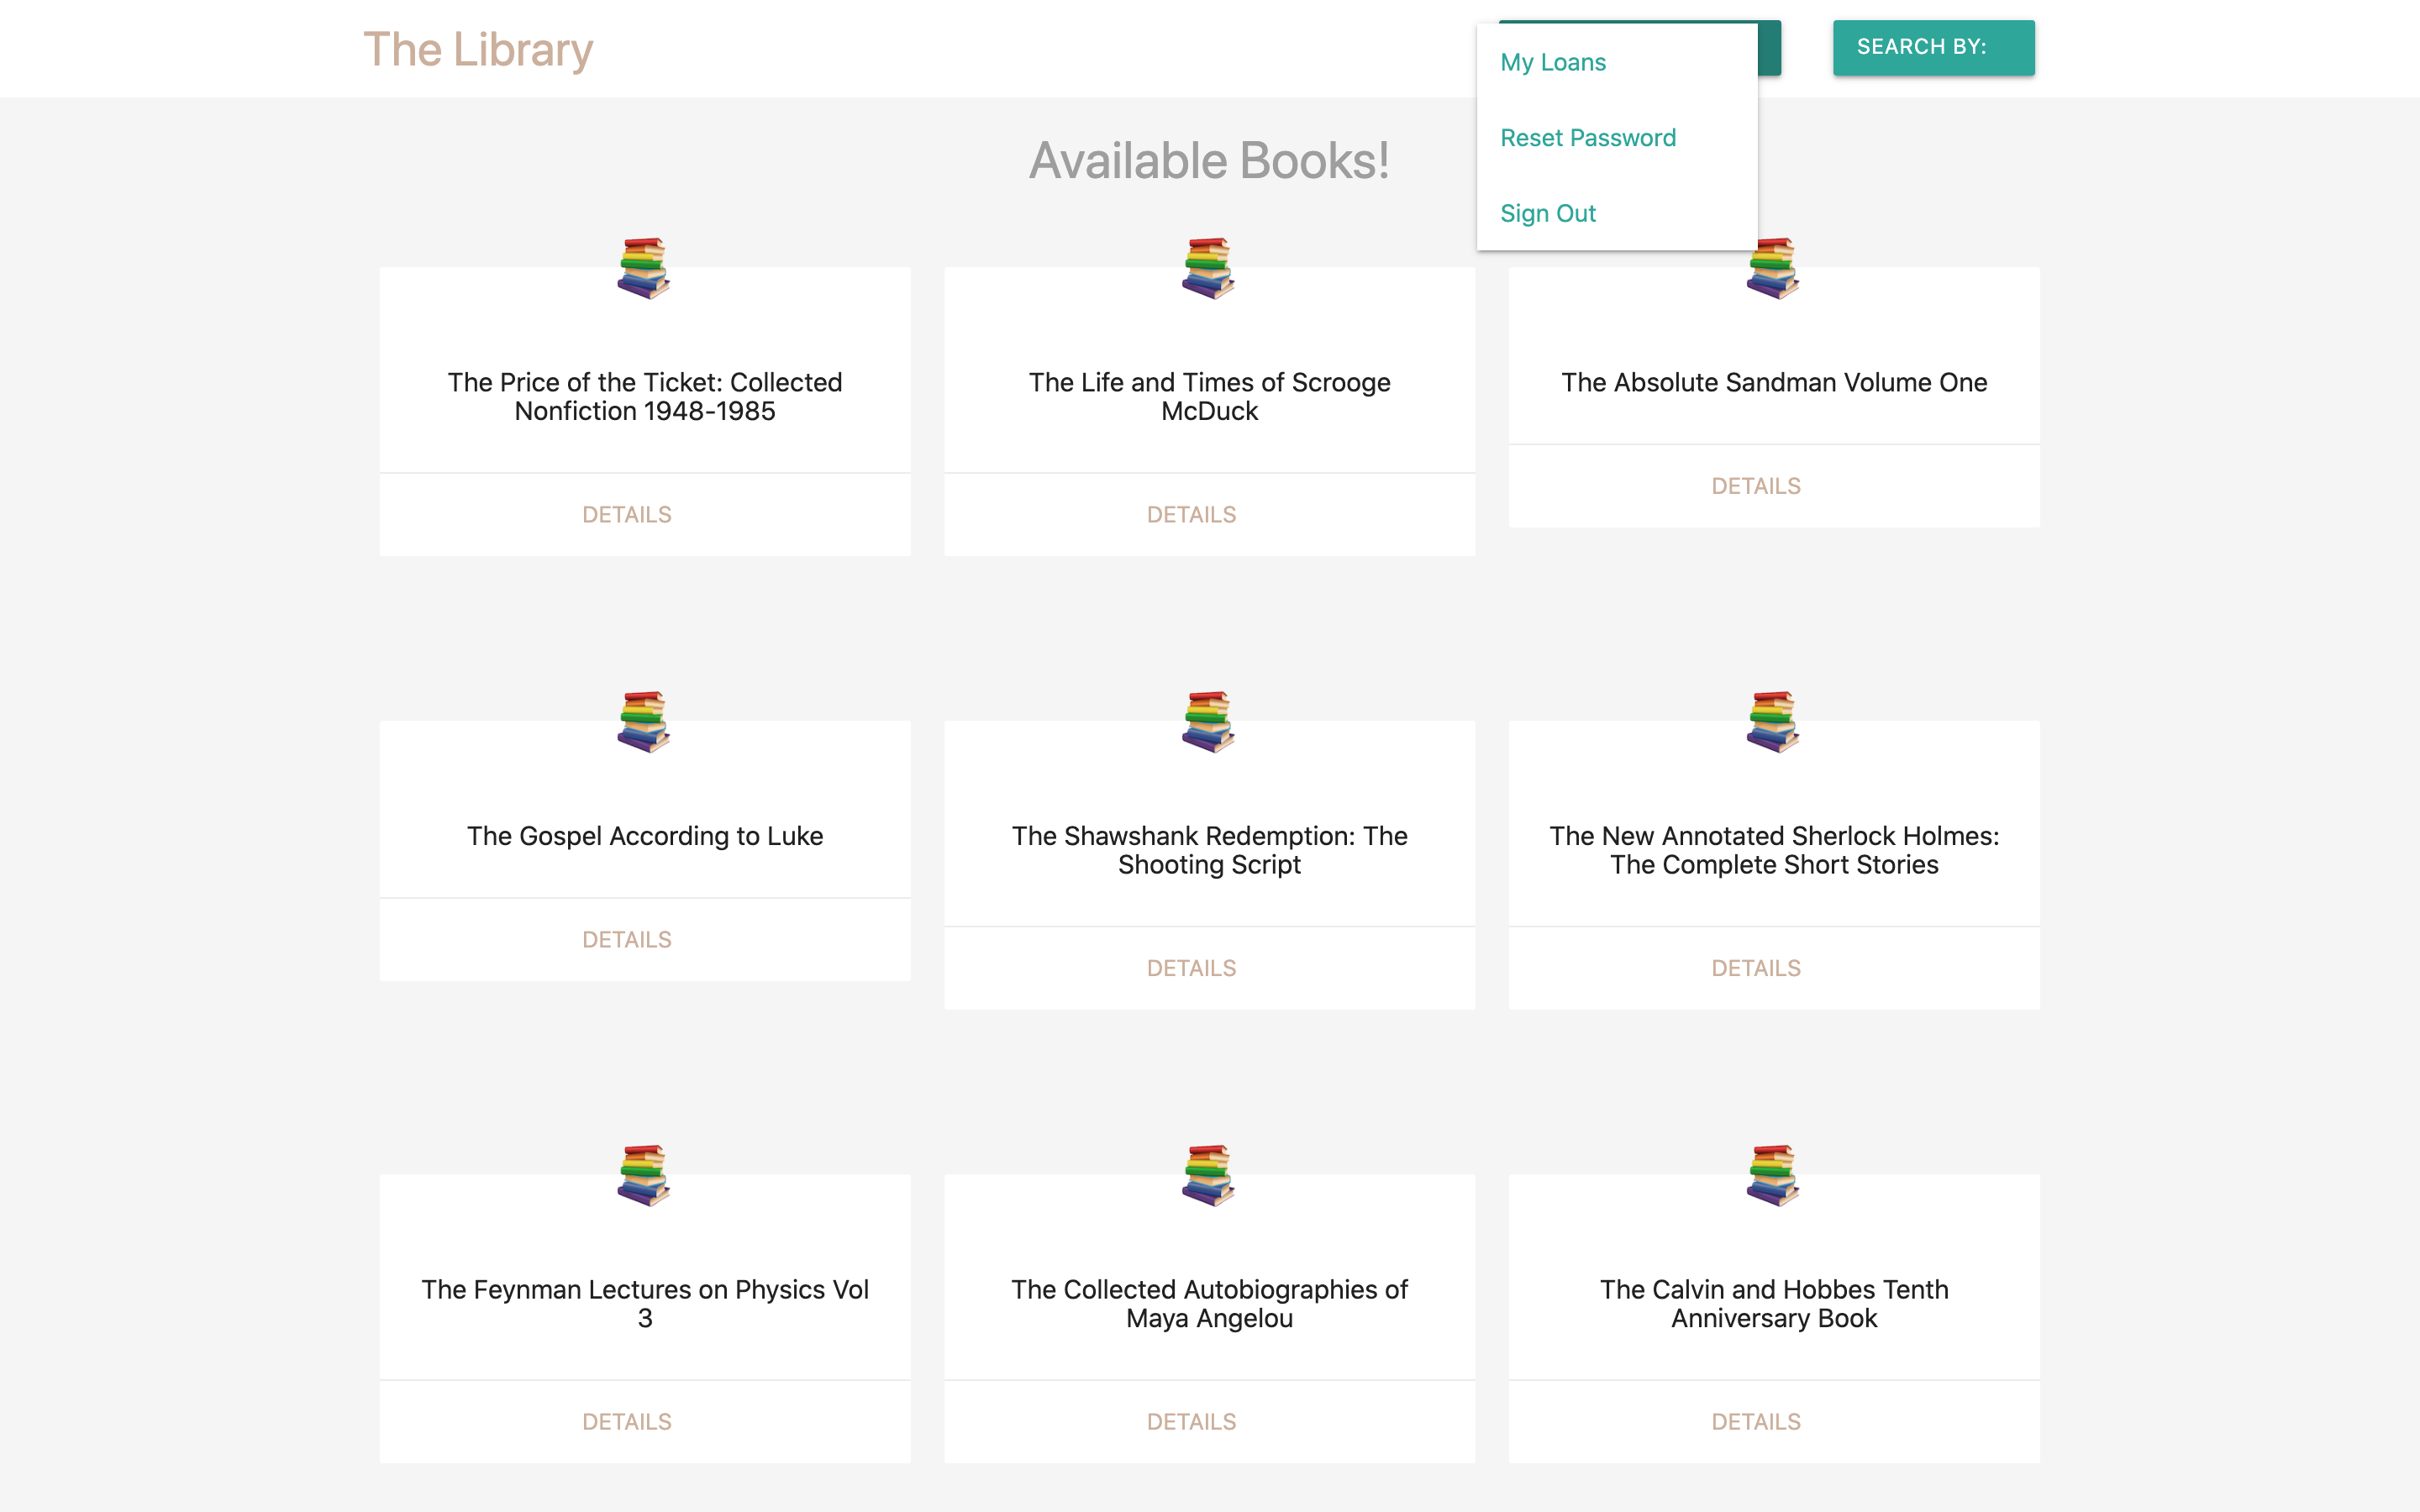 The Library
My Loans
Reset Password
Sign Out
SEARCH BY:
Available Books!
The Price of the Ticket: Collected
Nonfiction 1948-1985
DETAILS
The Life and Times of Scrooge
McDuck
DETAILS
The Absolute Sandman Volume One
DETAILS
The Gospel According to Luke
DETAILS
The Shawshank Redemption: The
Shooting Script
DETAILS
The New Annotated Sherlock Holmes:
The Complete Short Stories
DETAILS
The Feynman Lectures on Physics Vol
3
DETAILS
The Collected Autobiographies of
Maya Angelou
DETAILS
The Calvin and Hobbes Tenth
Anniversary Book
DETAILS